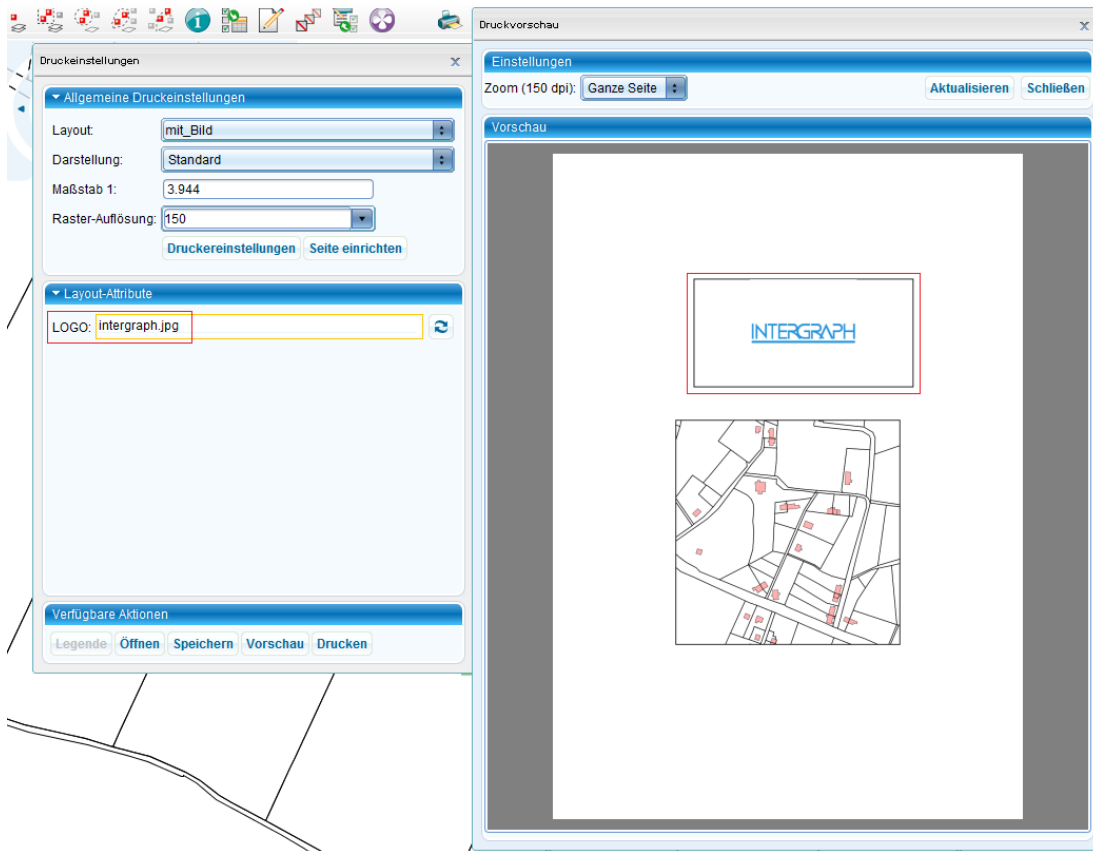 Druckeinstellungen
x
Allgemeine Druckeinstellungen
Layout: mit_Bild
Darstellung: Standard
Maßstab 1: 3.944
Raster-Auflösung: 150
Druckereinstellungen Seite einrichten
Layout-Attribute
LOGO: intergraph.jpg
Verfügbare Aktionen
Legende Öffnen Speichern Vorschau Drucken
Druckvorschau
x
Einstellungen
Zoom (150 dpi): Ganze Seite Aktualisieren Schließen
Vorschau
INTERGRAPH